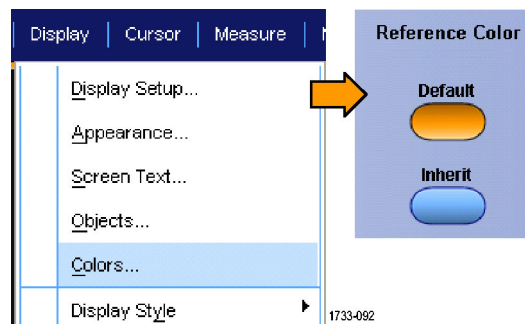 Display | Cursor | Measure |
Display Setup...
Appearance...
Screen Text...
Objects...
Colors...
Display Style
Reference Color
Default
Inherit
1733-092